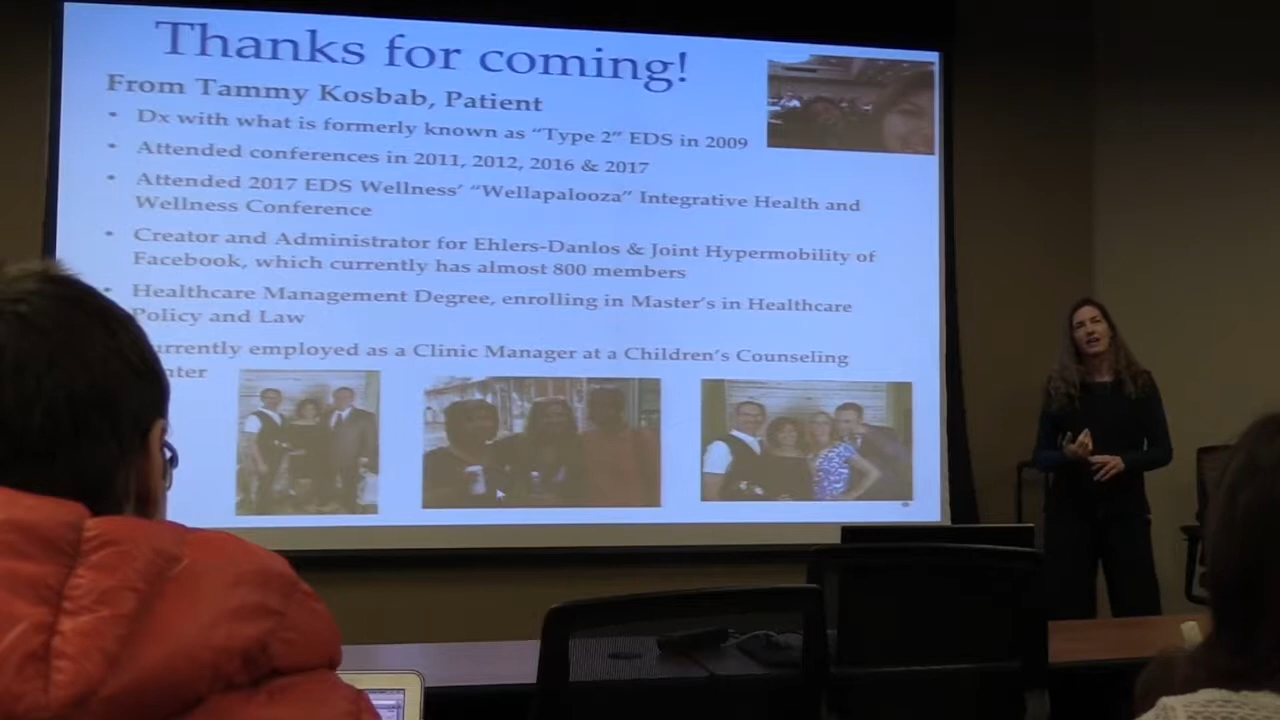 Thanks for coming!
From Tammy Kosbab, Patient
• Dx with what is formerly known as “Type 2” EDS in 2009
• Attended conferences in 2011, 2012, 2016 & 2017
• Attended 2017 EDS Wellness’ “Wellapalooza” Integrative Health and
Wellness Conference
• Creator and Administrator for Ehlers-Danlos & Joint Hypermobility of
Facebook, which currently has almost 800 members
• Healthcare Management Degree, enrolling in Master’s in Healthcare
Policy and Law
urrently employed as a Clinic Manager at a Children’s Counseling
nter